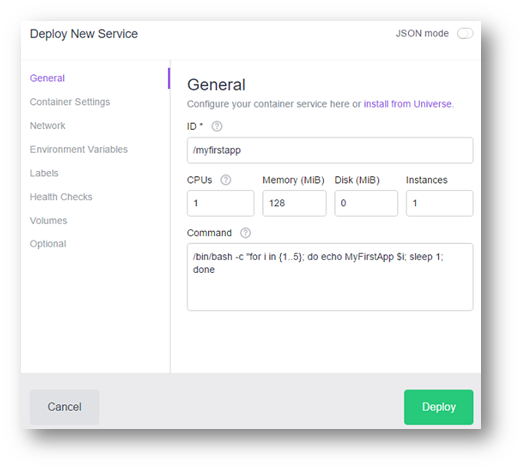 Deploy New Service
JSON mode
General
Container Settings
Network
Environment Variables
Labels
Health Checks
Volumes
Optional
General
Configure your container service here or install from Universe.
ID * ?
/myfirstapp
CPUs ? Memory (MiB) Disk (MiB) Instances
1 128 0 1
Command ?
/bin/bash -c "for i in {1..5}; do echo MyFirstApp $i; sleep 1;
done
Cancel
Deploy